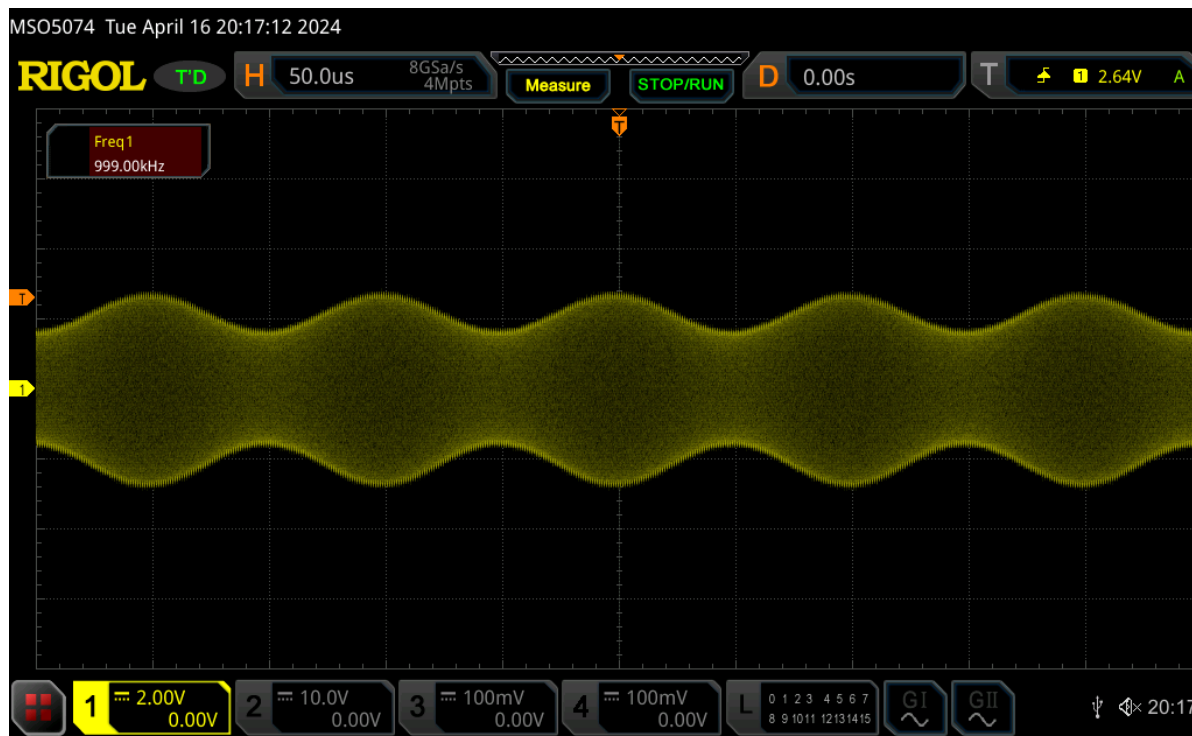 MSO5074 Tue April 16 20:17:12 2024
RIGOL T'D H 50.0us 8GSa/s 4Mpts Measure STOP/RUN D 0.00s T 1 2.64V A
T
Freq1
999.00kHz
T
1
1 2.00V 0.00V 2 10.0V 0.00V 3 100mV 0.00V 4 100mV 0.00V L 0 1 2 3 4 5 6 7 8 9 10 11 12 13 14 15 GI GII 20:17